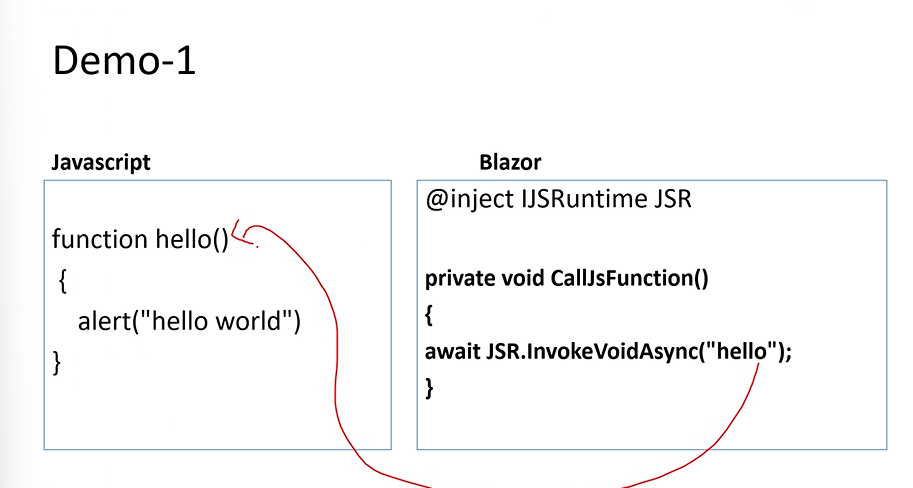 Demo-1
Javascript
function hello()
{
alert("hello world")
}
Blazor
@inject IJSRuntime JSR
private void CallJsFunction()
{
await JSR.InvokeVoidAsync("hello");
}